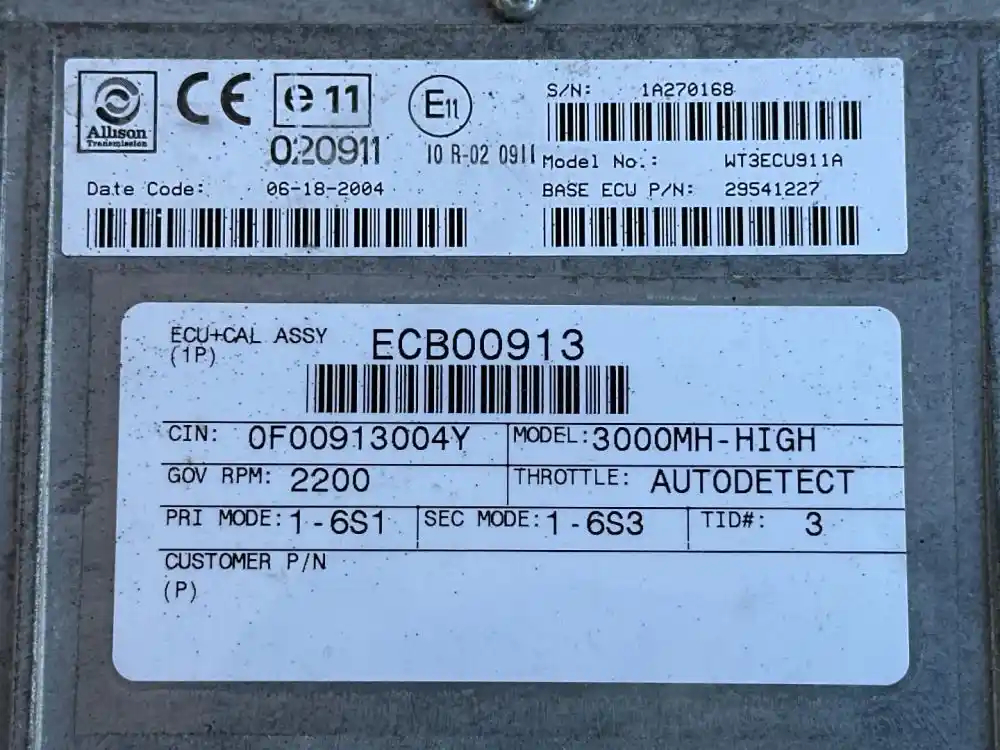 Allison
Transmission
CE
e 11
020911
E11
10 R-02 0911
S/N: 1A270168
Model No.: WT3ECU911A
BASE ECU P/N: 29541227
Date Code: 06-18-2004
ECU+CAL ASSY
(1P)
ECB00913
CIN: 0F00913004Y
MODEL: 3000MH-HIGH
GOV RPM: 2200
THROTTLE: AUTODETECT
PRI MODE: 1-6S1
SEC MODE: 1-6S3
TID#: 3
CUSTOMER P/N
(P)